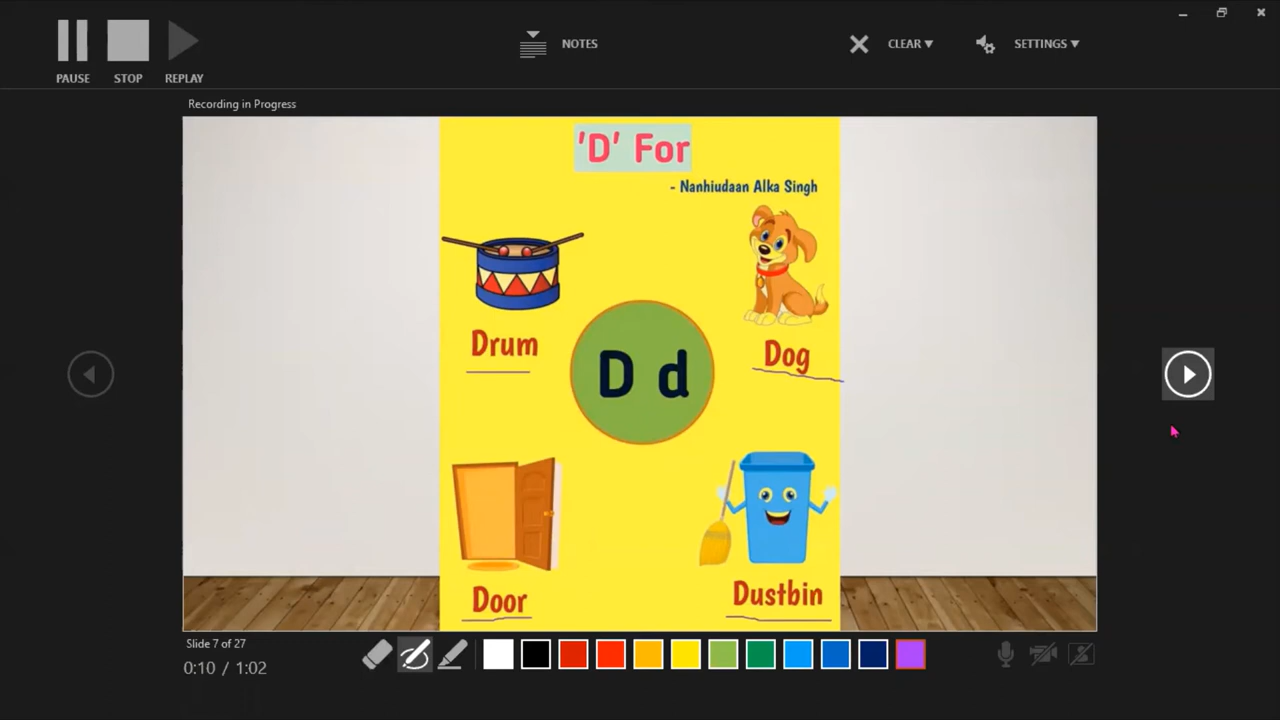 PAUSE STOP REPLAY
NOTES
CLEAR
SETTINGS
Recording in Progress
'D' For
- Nanhiudaan Alka Singh
Drum
Dog
D d
Door
Dustbin
Slide 7 of 27
0:10 / 1:02